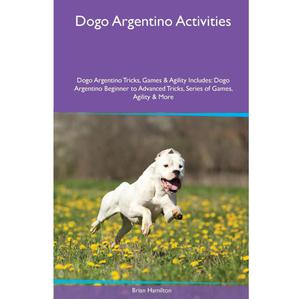 Dogo Argentino Activities
Dogo Argentino Tricks, Games & Agility Includes: Dogo
Argentino Beginner to Advanced Tricks, Series of Games,
Agility & More
Brian Hamilton